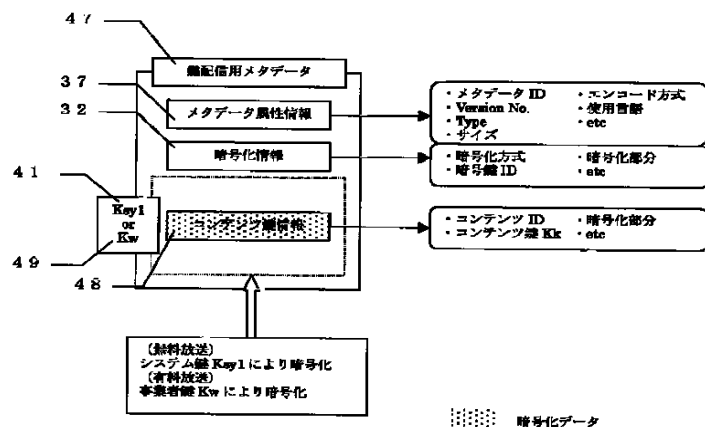 47
鍵配信用メタデータ
37
メタデータ属性情報
・メタデータID ・エンコード方式
・Version No. ・使用言語
・Type ・etc
・サイズ
32
暗号化情報
・暗号化方式 ・暗号化部分
・暗号鍵ID ・etc
41
Ksy1
or
Kw
49
コンテンツ鍵情報
・コンテンツID ・暗号化部分
・コンテンツ鍵Kk ・etc
48
(無料放送)
システム鍵Ksy1により暗号化
(有料放送)
事業者鍵Kwにより暗号化
暗号化データ